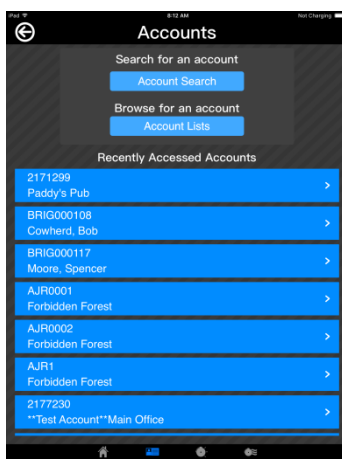 iPad 8:12 AM Not Charging
Accounts
Search for an account
Account Search
Browse for an account
Account Lists
Recently Accessed Accounts
2171299
Paddy's Pub
BRIG000108
Cowherd, Bob
BRIG000117
Moore, Spencer
AJR0001
Forbidden Forest
AJR0002
Forbidden Forest
AJR1
Forbidden Forest
2177230
**Test Account**Main Office